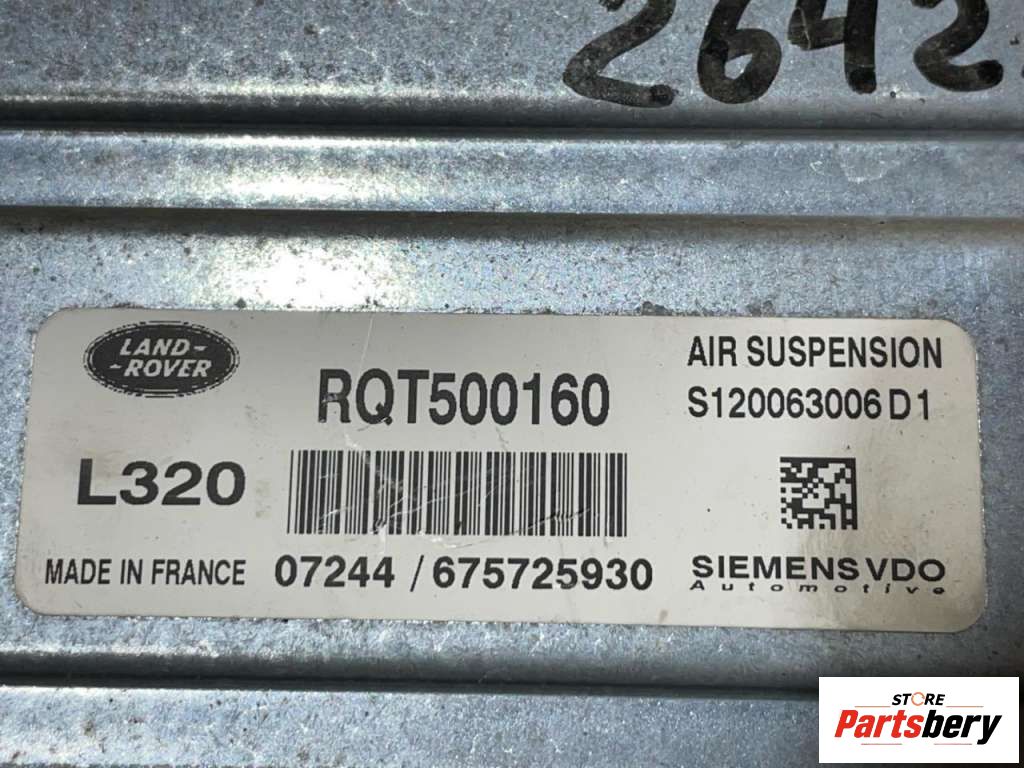 2642
LAND-
-ROVER
RQT500160
AIR SUSPENSION
S120063006 D1
L320
MADE IN FRANCE
07244 / 675725930
SIEMENS VDO
Automotive
STORE
Partsbery